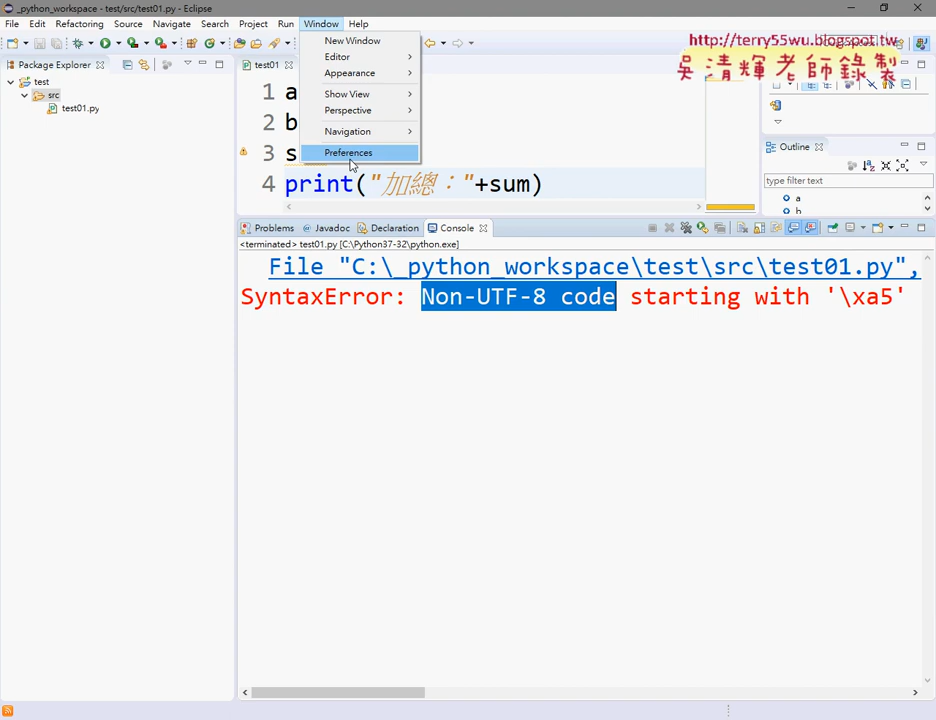 _python_workspace - test/src/test01.py - Eclipse
File Edit Refactoring Source Navigate Search Project Run Window Help
http://terry55wu.blogspot.tw
吳清輝老師錄製
Package Explorer
test
src
test01.py
test01
1 a
2 b
3 s
4 print("加總："+sum)
New Window
Editor
Appearance
Show View
Perspective
Navigation
Preferences
Outline
type filter text
a
b
Problems Javadoc Declaration Console
<terminated> test01.py [C:\Python37-32\python.exe]
File "C:\_python_workspace\test\src\test01.py",
SyntaxError: Non-UTF-8 code starting with '\xa5'